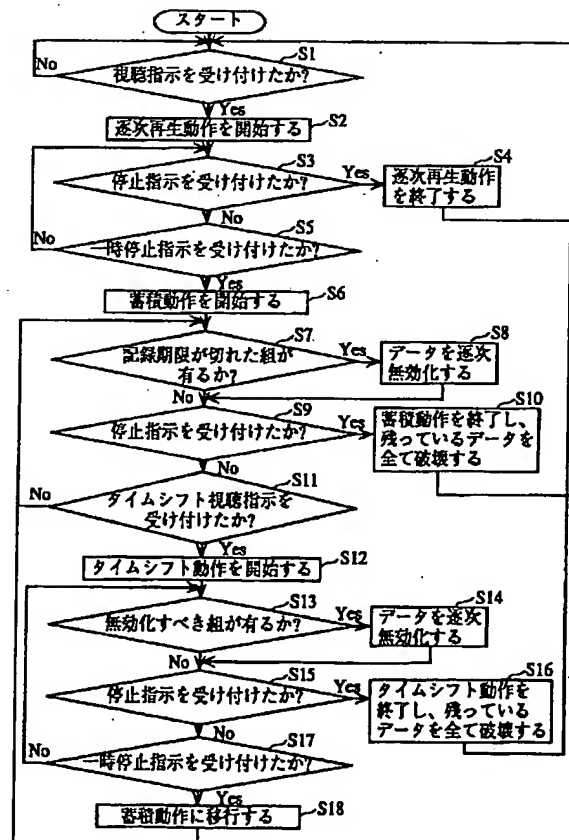 スタート
S1
No
視聴指示を受け付けたか?
Yes
S2
逐次再生動作を開始する
S3
停止指示を受け付けたか?
Yes
S4
逐次再生動作
を終了する
No
S5
No
一時停止指示を受け付けたか?
Yes
S6
蓄積動作を開始する
S7
記録期限が切れた組が
有るか?
Yes
S8
データを逐次
無効化する
No
S9
停止指示を受け付けたか?
Yes
S10
蓄積動作を終了し、
残っているデータを
全て破壊する
No
S11
No
タイムシフト視聴指示を
受け付けたか?
Yes
S12
タイムシフト動作を開始する
S13
無効化すべき組が有るか?
Yes
S14
データを逐次
無効化する
No
S15
停止指示を受け付けたか?
Yes
S16
タイムシフト動作を
終了し、残っている
データを全て破壊する
No
S17
No
一時停止指示を受け付けたか?
Yes
S18
蓄積動作に移行する